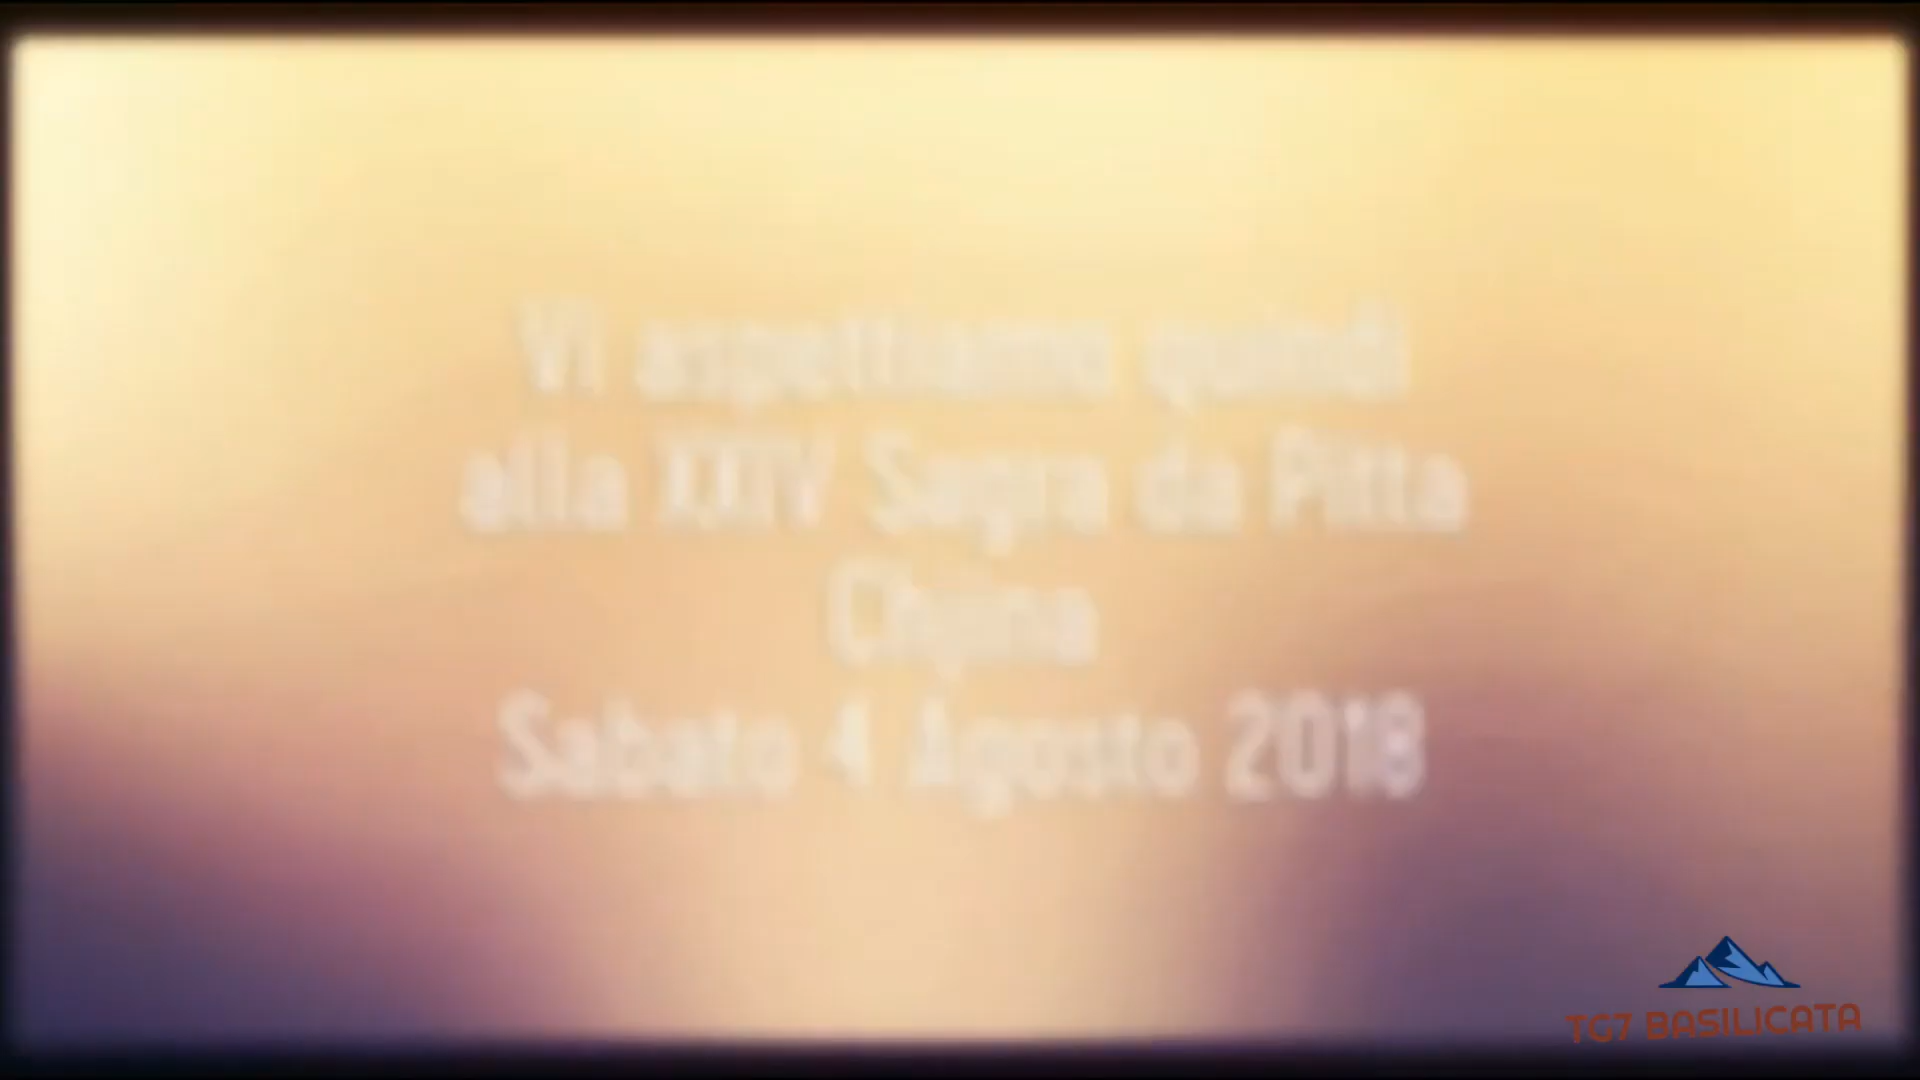 Vi aspettiamo quindi
alla XXIV Sagra da Pitta
Chjina
Sabato 4 Agosto 2018
TG7 BASILICATA